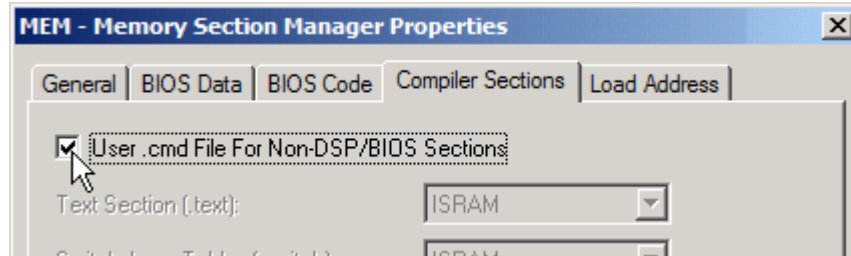 MEM - Memory Section Manager Properties
General BIOS Data BIOS Code Compiler Sections Load Address
User .cmd File For Non-DSP/BIOS Sections
Text Section (.text): ISRAM